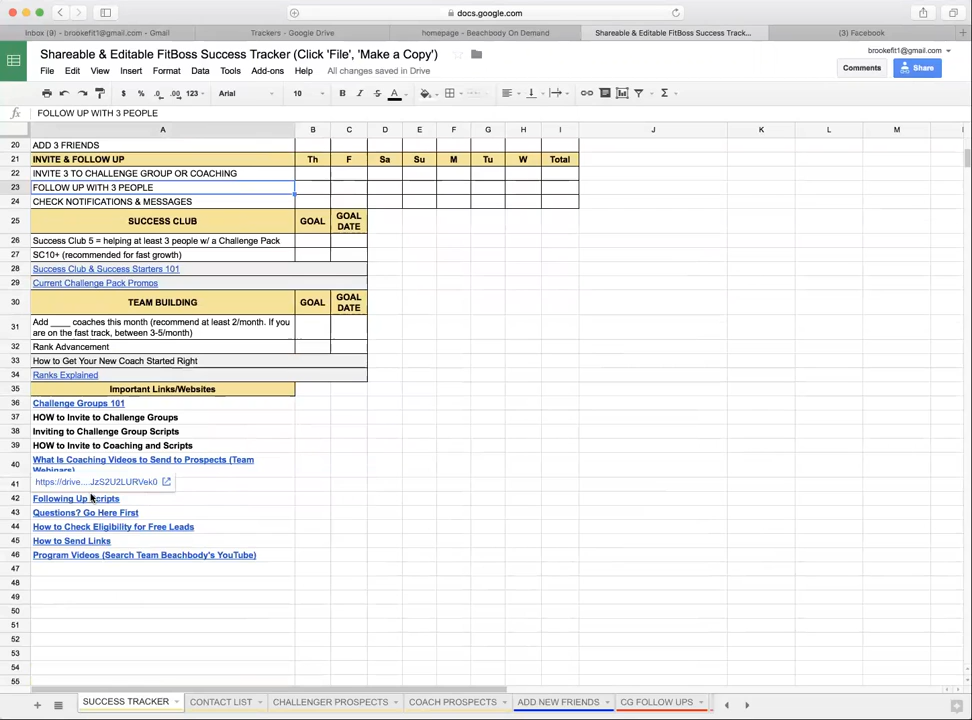 docs.google.com
Inbox (9) - brookefit1@gmail.com - Gmail
Trackers - Google Drive
homepage - Beachbody On Demand
Shareable & Editable FitBoss Success Track...
(3) Facebook
Shareable & Editable FitBoss Success Tracker (Click 'File', 'Make a Copy')
brookefit1@gmail.com
File Edit View Insert Format Data Tools Add-ons Help All changes saved in Drive
Comments
Share
$ % .0 .00 123 Arial 10 B I S A
fx FOLLOW UP WITH 3 PEOPLE
A B C D E F G H I J K L M
20 ADD 3 FRIENDS
21 INVITE & FOLLOW UP Th F Sa Su M Tu W Total
22 INVITE 3 TO CHALLENGE GROUP OR COACHING
23 FOLLOW UP WITH 3 PEOPLE
24 CHECK NOTIFICATIONS & MESSAGES
25 SUCCESS CLUB GOAL GOAL DATE
26 Success Club 5 = helping at least 3 people w/ a Challenge Pack
27 SC10+ (recommended for fast growth)
28 Success Club & Success Starters 101
29 Current Challenge Pack Promos
30 TEAM BUILDING GOAL GOAL DATE
31 Add ____ coaches this month (recommend at least 2/month. If you
are on the fast track, between 3-5/month)
32 Rank Advancement
33 How to Get Your New Coach Started Right
34 Ranks Explained
35 Important Links/Websites
36 Challenge Groups 101
37 HOW to Invite to Challenge Groups
38 Inviting to Challenge Group Scripts
39 HOW to Invite to Coaching and Scripts
40 What Is Coaching Videos to Send to Prospects (Team
Webinars)
41 https://drive....JzS2U2LURVek0
42 Following Up Scripts
43 Questions? Go Here First
44 How to Check Eligibility for Free Leads
45 How to Send Links
46 Program Videos (Search Team Beachbody's YouTube)
47
48
49
50
51
52
53
54
55
SUCCESS TRACKER CONTACT LIST CHALLENGER PROSPECTS COACH PROSPECTS ADD NEW FRIENDS CG FOLLOW UPS